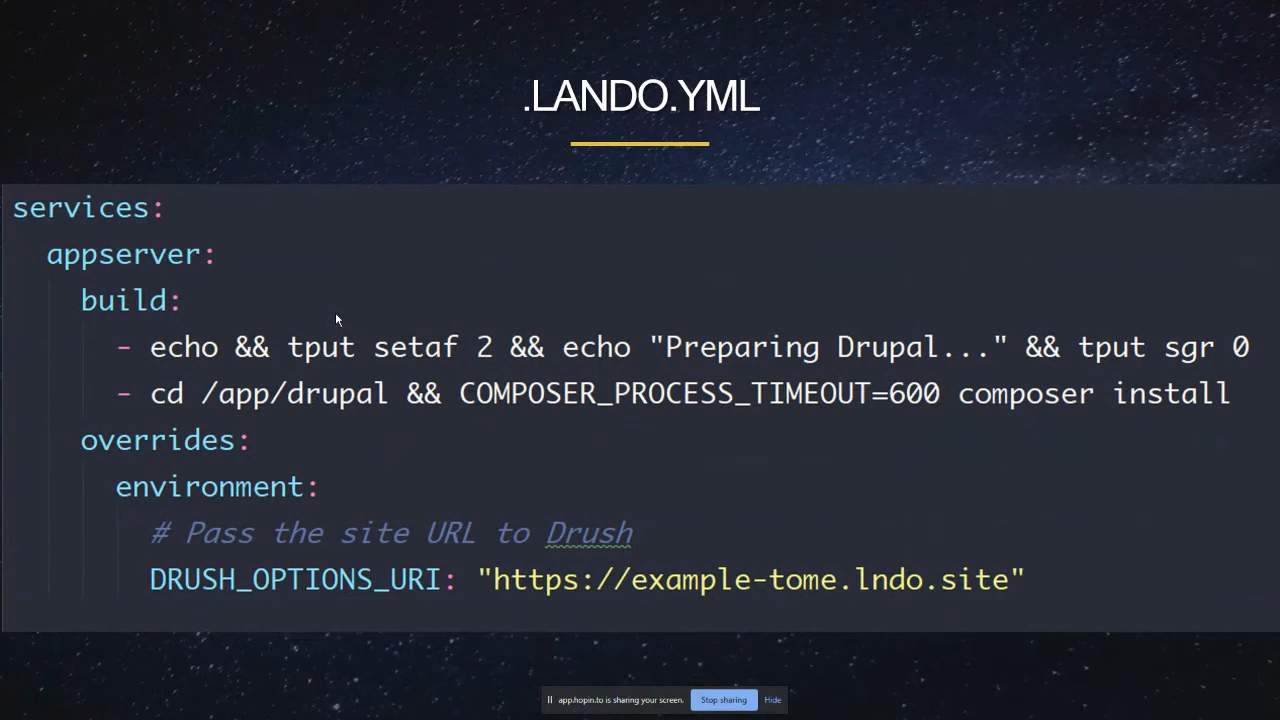 .LANDO.YML
services:
appserver:
build:
- echo && tput setaf 2 && echo "Preparing Drupal..." && tput sgr 0
- cd /app/drupal && COMPOSER_PROCESS_TIMEOUT=600 composer install
overrides:
environment:
# Pass the site URL to Drush
DRUSH_OPTIONS_URI: "https://example-tome.lndo.site"
app.hopin.to is sharing your screen. Stop sharing Hide